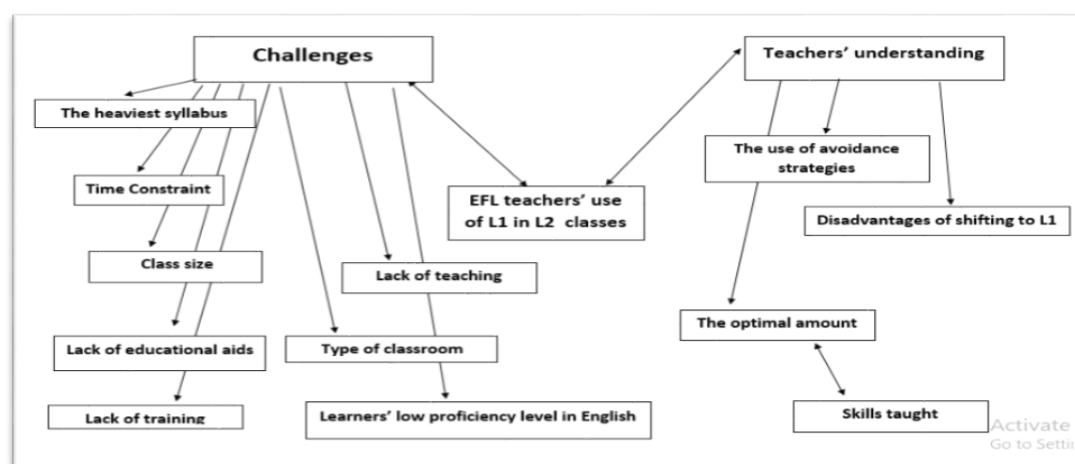 Challenges
Teachers' understanding
The heaviest syllabus
The use of avoidance
strategies
Time Constraint
EFL teachers' use
of L1 in L2 classes
Disadvantages of shifting to L1
Class size
Lack of teaching
The optimal amount
Lack of educational aids
Type of classroom
Lack of training
Learners' low proficiency level in English
Skills taught
Activate
Go to Setti